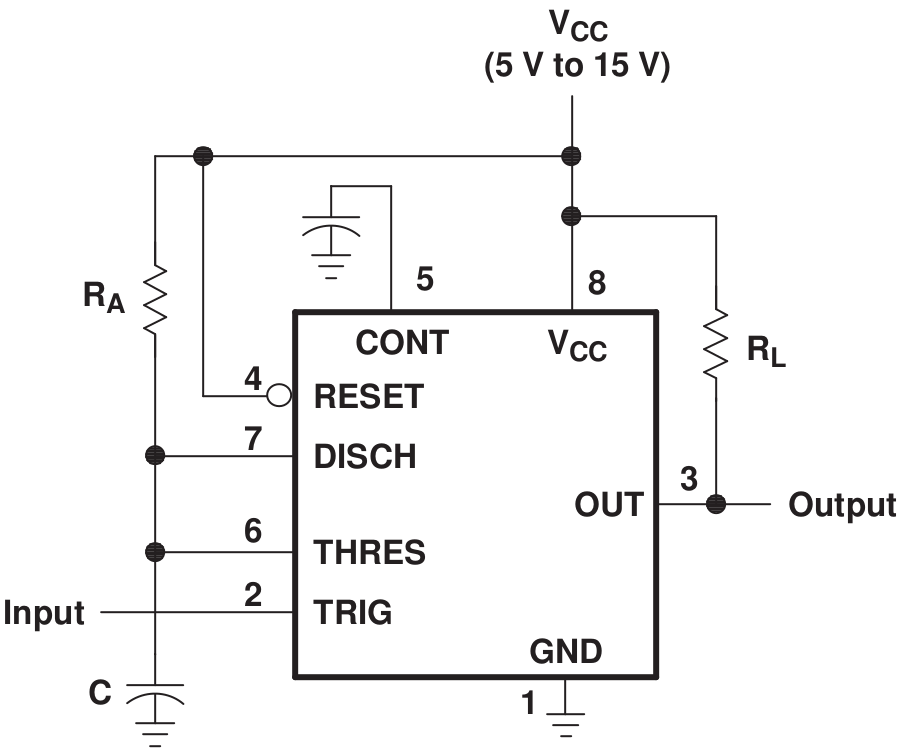 VCC
(5 V to 15 V)
RA
5
8
CONT
VCC
RL
4
RESET
7
DISCH
3
OUT
Output
6
THRES
2
Input
TRIG
GND
C
1